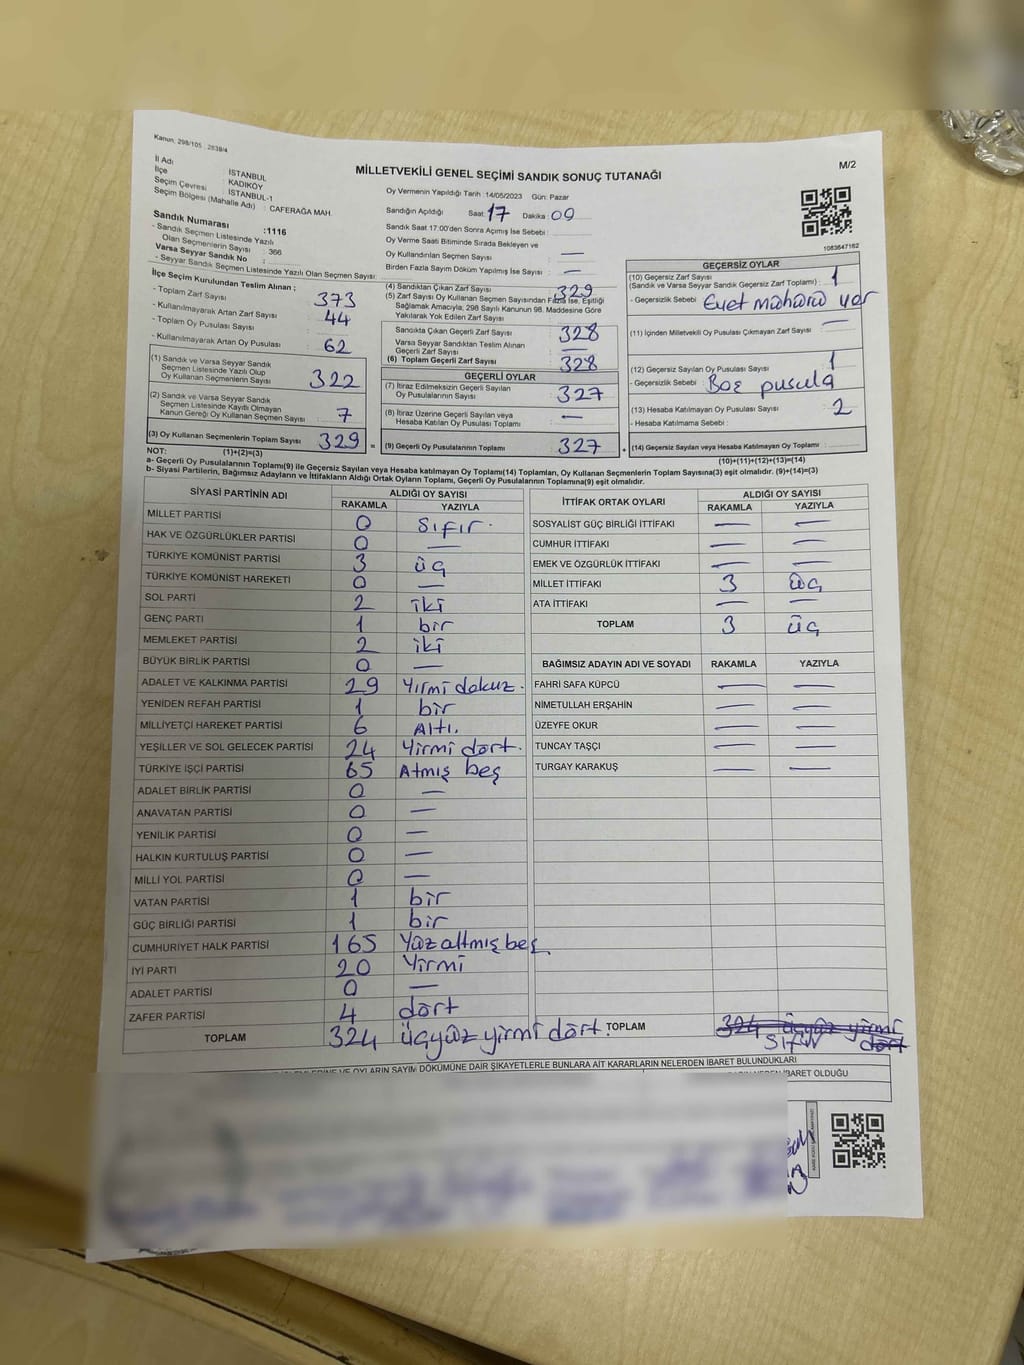 Kanun: 298/105 , 2839/4
M/2
MİLLETVEKİLİ GENEL SEÇİMİ SANDIK SONUÇ TUTANAĞI
İl Adı : İSTANBUL
İlçe : KADIKÖY
Seçim Çevresi : İSTANBUL-1
Seçim Bölgesi (Mahalle Adı) : CAFERAĞA MAH.
Sandık Numarası :1116
- Sandık Seçmen Listesinde Yazılı
Olan Seçmenlerin Sayısı : 366
Varsa Seyyar Sandık No :
- Seyyar Sandık Seçmen Listesinde Yazılı Olan Seçmen Sayısı:
Oy Vermenin Yapıldığı Tarih :14/05/2023 Gün: Pazar
Sandığın Açıldığı Saat: 17 Dakika : 09
Sandık Saat 17:00'den Sonra Açılmış İse Sebebi :
Oy Verme Saati Bitiminde Sırada Bekleyen ve
Oy Kullandırılan Seçmen Sayısı : —
Birden Fazla Sayım Döküm Yapılmış İse Sayısı : —
1083647162
İlçe Seçim Kurulundan Teslim Alınan ;
- Toplam Zarf Sayısı : 373
- Kullanılmayarak Artan Zarf Sayısı : 44
- Toplam Oy Pusulası Sayısı :
- Kullanılmayarak Artan Oy Pusulası : 62
(1) Sandık ve Varsa Seyyar Sandık
Seçmen Listesinde Yazılı Olup
Oy Kullanan Seçmenlerin Sayısı : 322
(2) Sandık ve Varsa Seyyar Sandık
Seçmen Listesinde Kayıtlı Olmayan
Kanun Gereği Oy Kullanan Seçmen Sayısı : 7
(3) Oy Kullanan Seçmenlerin Toplam Sayısı : 329 =
(4) Sandıktan Çıkan Zarf Sayısı : 329
(5) Zarf Sayısı Oy Kullanan Seçmen Sayısından Fazla İse, Eşitliği
Sağlamak Amacıyla, 298 Sayılı Kanunun 98. Maddesine Göre
Yakılarak Yok Edilen Zarf Sayısı :
Sandıkta Çıkan Geçerli Zarf Sayısı : 328
Varsa Seyyar Sandıktan Teslim Alınan
Geçerli Zarf Sayısı : —
(6) Toplam Geçerli Zarf Sayısı : 328
GEÇERLİ OYLAR
(7) İtiraz Edilmeksizin Geçerli Sayılan
Oy Pusulalarının Sayısı : 327
(8) İtiraz Üzerine Geçerli Sayılan veya
Hesaba Katılan Oy Pusulası Toplamı : —
(9) Geçerli Oy Pusulalarının Toplamı : 327 +
GEÇERSİZ OYLAR
(10) Geçersiz Zarf Sayısı
(Sandık ve Varsa Seyyar Sandık Geçersiz Zarf Toplamı) : 1
- Geçersizlik Sebebi : Evet mührü var
(11) İçinden Milletvekili Oy Pusulası Çıkmayan Zarf Sayısı : —
(12) Geçersiz Sayılan Oy Pusulası Sayısı : 1
- Geçersizlik Sebebi : Boş pusula
(13) Hesaba Katılmayan Oy Pusulası Sayısı : 2
- Hesaba Katılmama Sebebi :
(14) Geçersiz Sayılan veya Hesaba Katılmayan Oy Toplamı :
NOT: (1)+(2)=(3)
(10)+(11)+(12)+(13)=(14)
a- Geçerli Oy Pusulalarının Toplamı(9) ile Geçersiz Sayılan veya Hesaba katılmayan Oy Toplamı(14) Toplamları, Oy Kullanan Seçmenlerin Toplam Sayısına(3) eşit olmalıdır. (9)+(14)=(3)
b- Siyasi Partilerin, Bağımsız Adayların ve İttifakların Aldığı Ortak Oyların Toplamı, Geçerli Oy Pusulalarının Toplamına(9) eşit olmalıdır.
SİYASİ PARTİNİN ADI ALDIĞI OY SAYISI
RAKAMLA YAZIYLA
MİLLET PARTİSİ 0 Sıfır.
HAK VE ÖZGÜRLÜKLER PARTİSİ 0 —
TÜRKİYE KOMÜNİST PARTİSİ 3 üç
TÜRKİYE KOMÜNİST HAREKETİ 0 —
SOL PARTİ 2 iki
GENÇ PARTİ 1 bir
MEMLEKET PARTİSİ 2 iki
BÜYÜK BİRLİK PARTİSİ 0 —
ADALET VE KALKINMA PARTİSİ 29 Yirmi dokuz.
YENİDEN REFAH PARTİSİ 1 bir
MİLLİYETÇİ HAREKET PARTİSİ 6 Altı.
YEŞİLLER VE SOL GELECEK PARTİSİ 24 Yirmi dört.
TÜRKİYE İŞÇİ PARTİSİ 65 Atmış beş
ADALET BİRLİK PARTİSİ 0 —
ANAVATAN PARTİSİ 0 —
YENİLİK PARTİSİ 0 —
HALKIN KURTULUŞ PARTİSİ 0 —
MİLLİ YOL PARTİSİ 0 —
VATAN PARTİSİ 1 bir
GÜÇ BİRLİĞİ PARTİSİ 1 bir
CUMHURİYET HALK PARTİSİ 165 Yüz altmış beş
İYİ PARTİ 20 Yirmi
ADALET PARTİSİ 0 —
ZAFER PARTİSİ 4 dört
TOPLAM 324 üçyüz yirmi dört.
İTTİFAK ORTAK OYLARI ALDIĞI OY SAYISI
RAKAMLA YAZIYLA
SOSYALİST GÜÇ BİRLİĞİ İTTİFAKI — —
CUMHUR İTTİFAKI — —
EMEK VE ÖZGÜRLÜK İTTİFAKI — —
MİLLET İTTİFAKI 3 üç
ATA İTTİFAKI — —
TOPLAM 3 üç
BAĞIMSIZ ADAYIN ADI VE SOYADI RAKAMLA YAZIYLA
FAHRİ SAFA KÜPCÜ — —
NİMETULLAH ERŞAHİN — —
ÜZEYFE OKUR — —
TUNCAY TAŞÇI — —
TURGAY KARAKUŞ — —
TOPLAM 324 üçyüz yirmi dört
SIFIR
OYLARIN SAYIM DÖKÜMÜNE DAİR ŞİKAYETLERLE BUNLARA AİT KARARLARIN NELERDEN İBARET BULUNDUKLARI
İBARET OLDUĞU